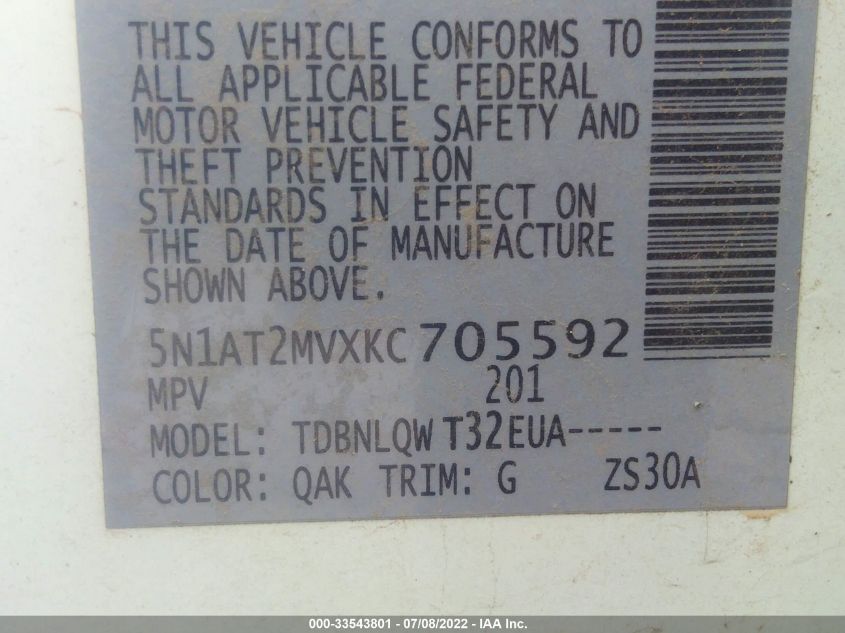 THIS VEHICLE CONFORMS TO
ALL APPLICABLE FEDERAL
MOTOR VEHICLE SAFETY AND
THEFT PREVENTION
STANDARDS IN EFFECT ON
THE DATE OF MANUFACTURE
SHOWN ABOVE.
5N1AT2MVXKC705592
MPV 201
MODEL: TDBNLQW T32EUA-----
COLOR: QAK TRIM: G ZS30A
000-33543801 - 07/08/2022 - IAA Inc.